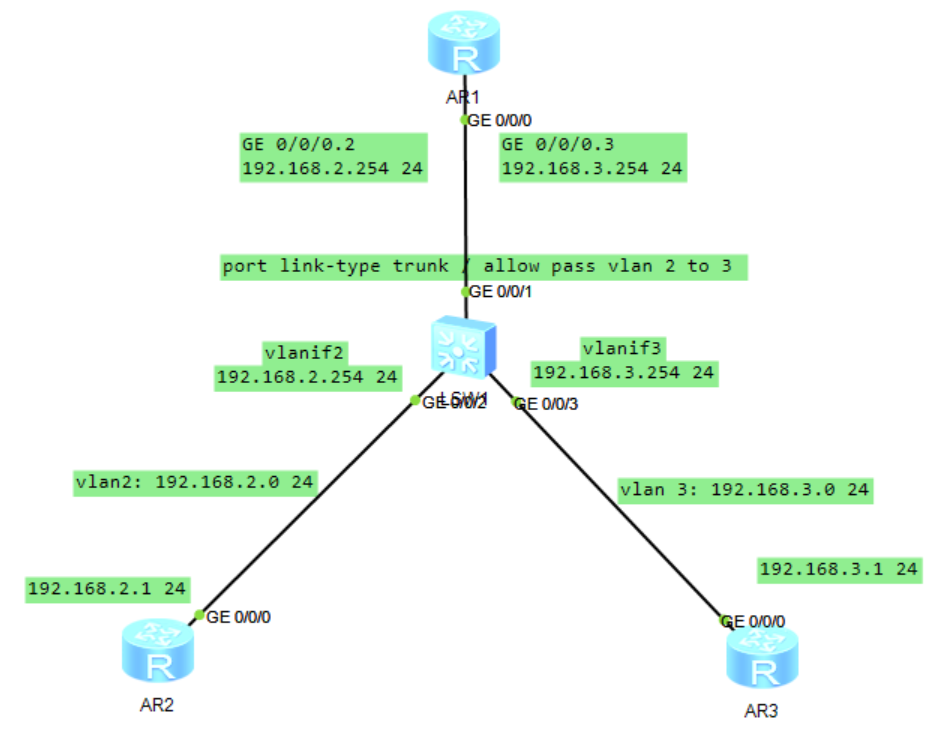 R
AR1
GE 0/0/0
GE 0/0/0.2
192.168.2.254 24
GE 0/0/0.3
192.168.3.254 24
port link-type trunk / allow pass vlan 2 to 3
GE 0/0/1
vlanif2
192.168.2.254 24
vlanif3
192.168.3.254 24
LSW1
GE 0/0/2
GE 0/0/3
vlan2: 192.168.2.0 24
vlan 3: 192.168.3.0 24
192.168.2.1 24
192.168.3.1 24
GE 0/0/0
GE 0/0/0
R
R
AR2
AR3